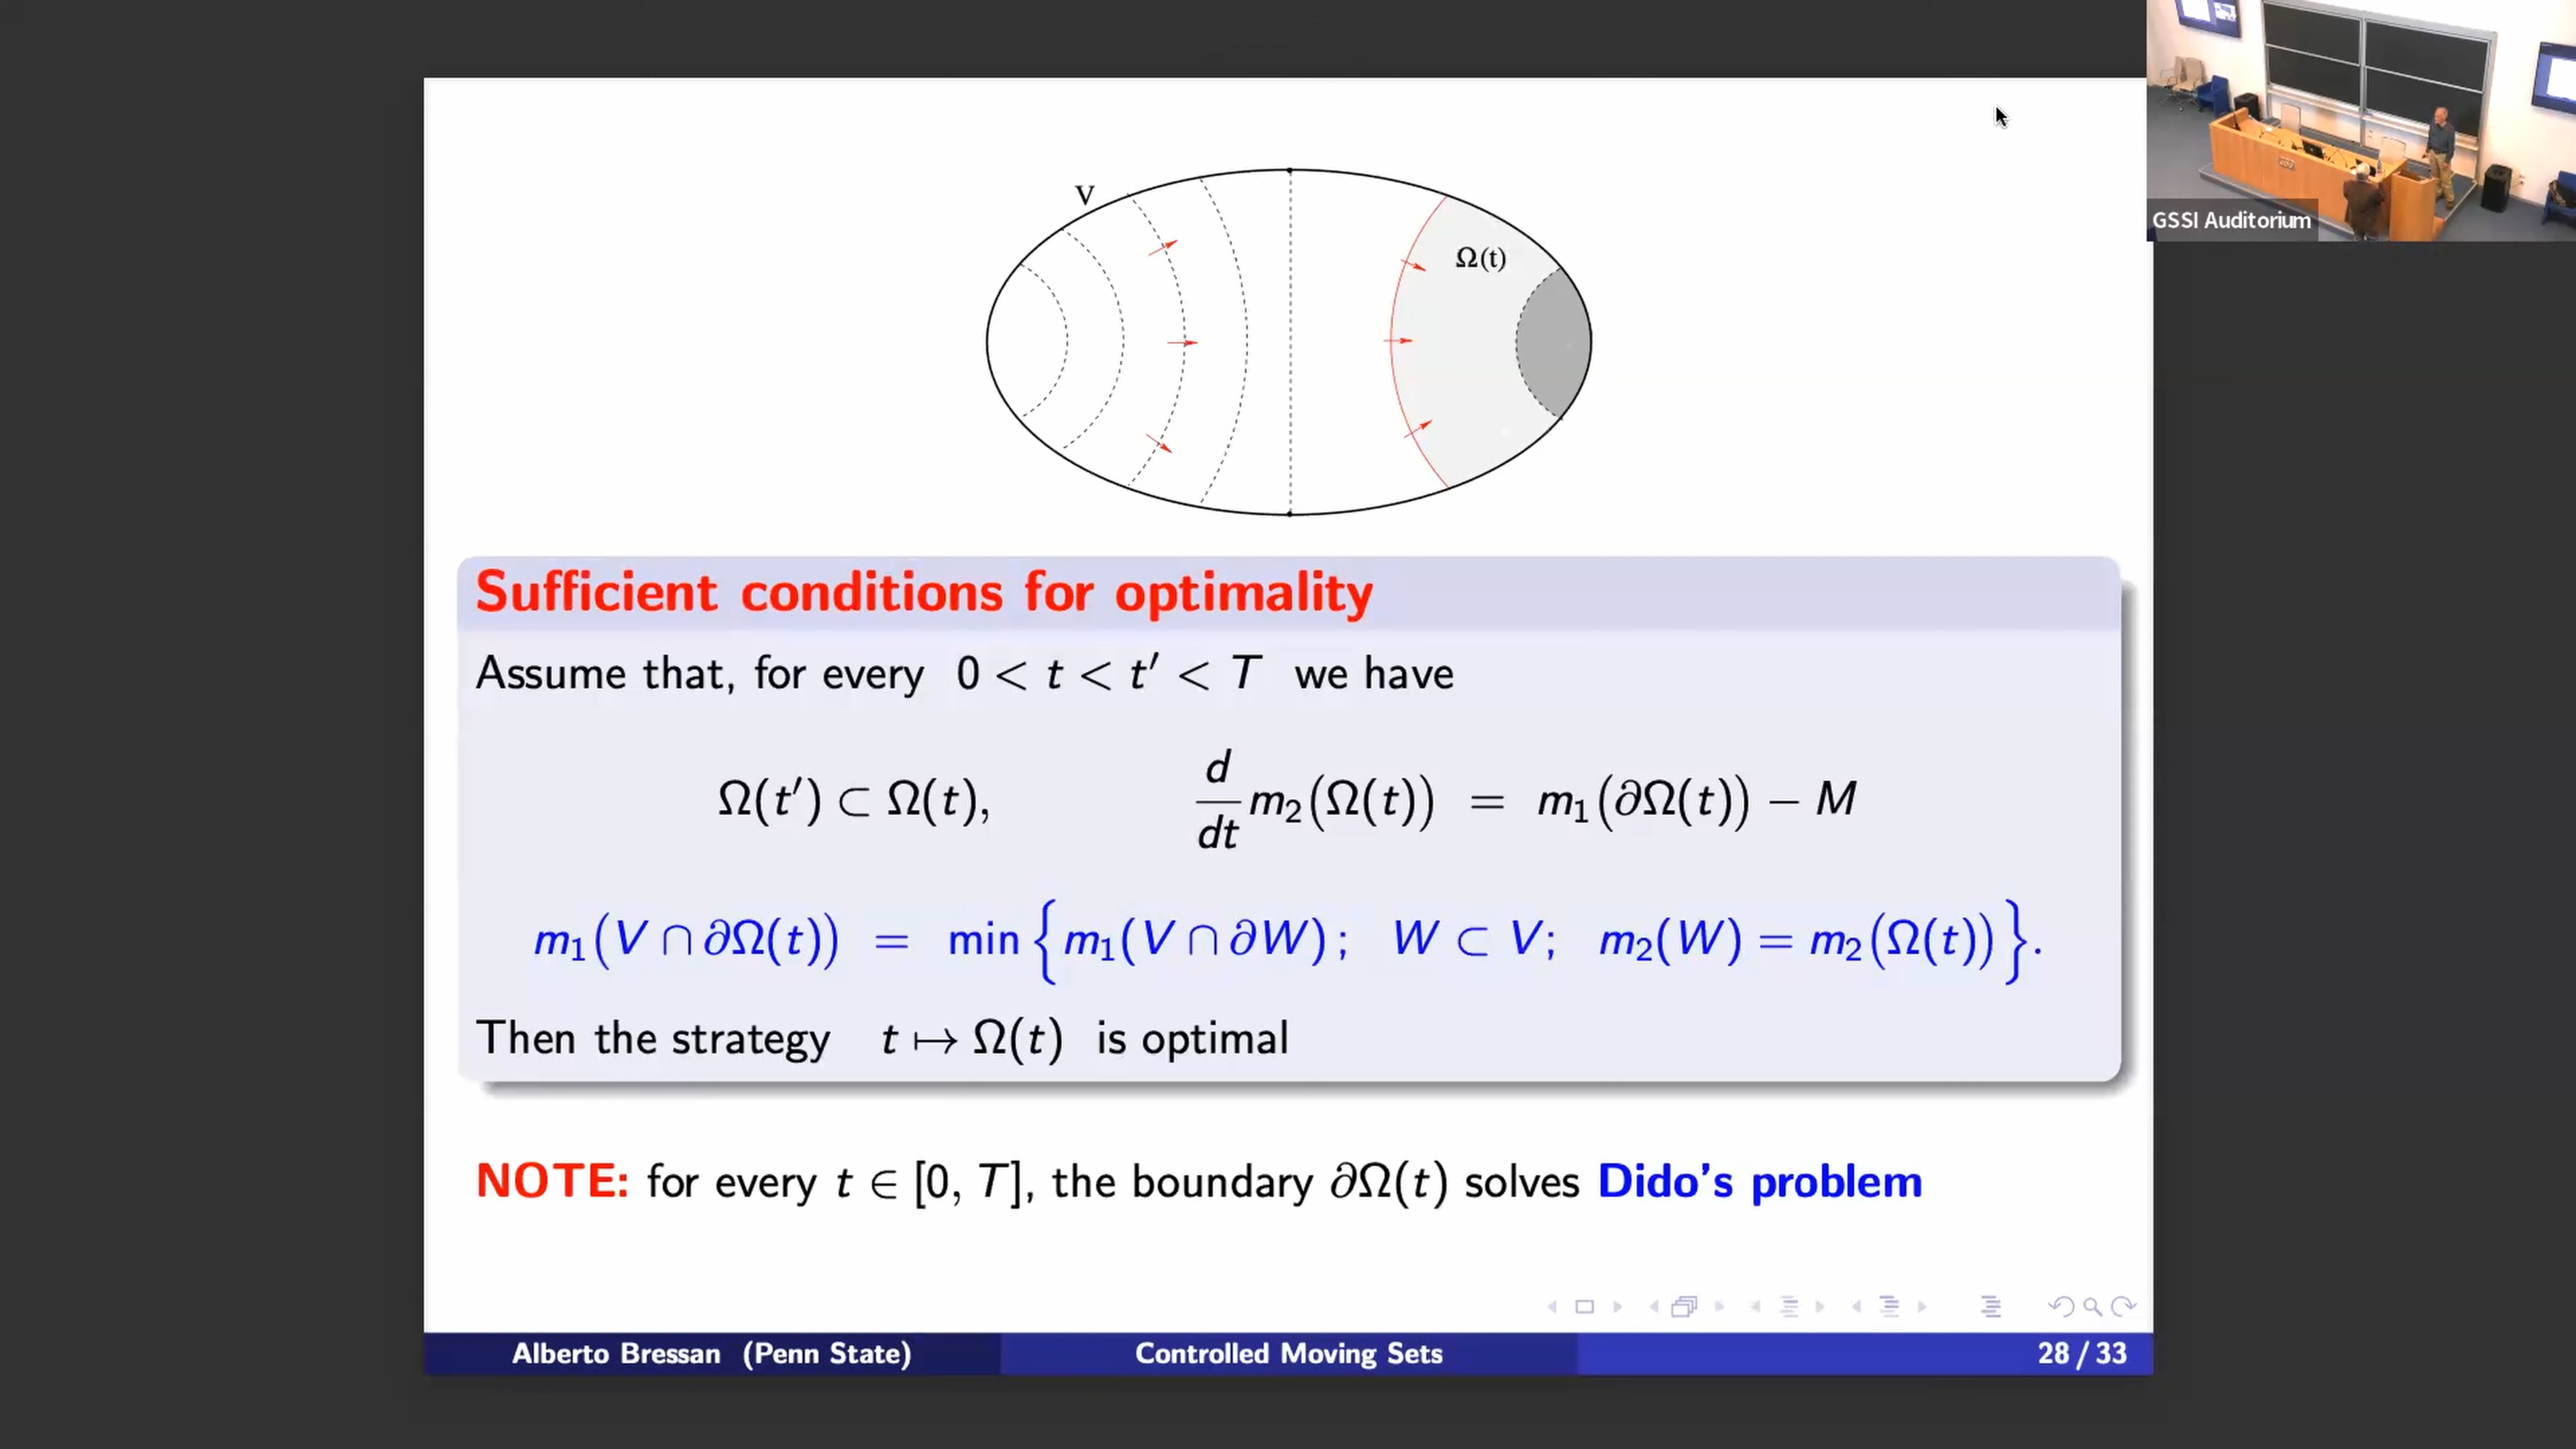 GSSI Auditorium
V
Ω(t)
Sufficient conditions for optimality
Assume that, for every 0 < t < t′ < T we have
Ω(t′) ⊂ Ω(t), d/dt m₂(Ω(t)) = m₁(∂Ω(t)) − M
m₁(V ∩ ∂Ω(t)) = min { m₁(V ∩ ∂W) ; W ⊂ V; m₂(W) = m₂(Ω(t)) }.
Then the strategy t ↦ Ω(t) is optimal
NOTE: for every t ∈ [0, T], the boundary ∂Ω(t) solves Dido's problem
Alberto Bressan (Penn State) Controlled Moving Sets 28 / 33